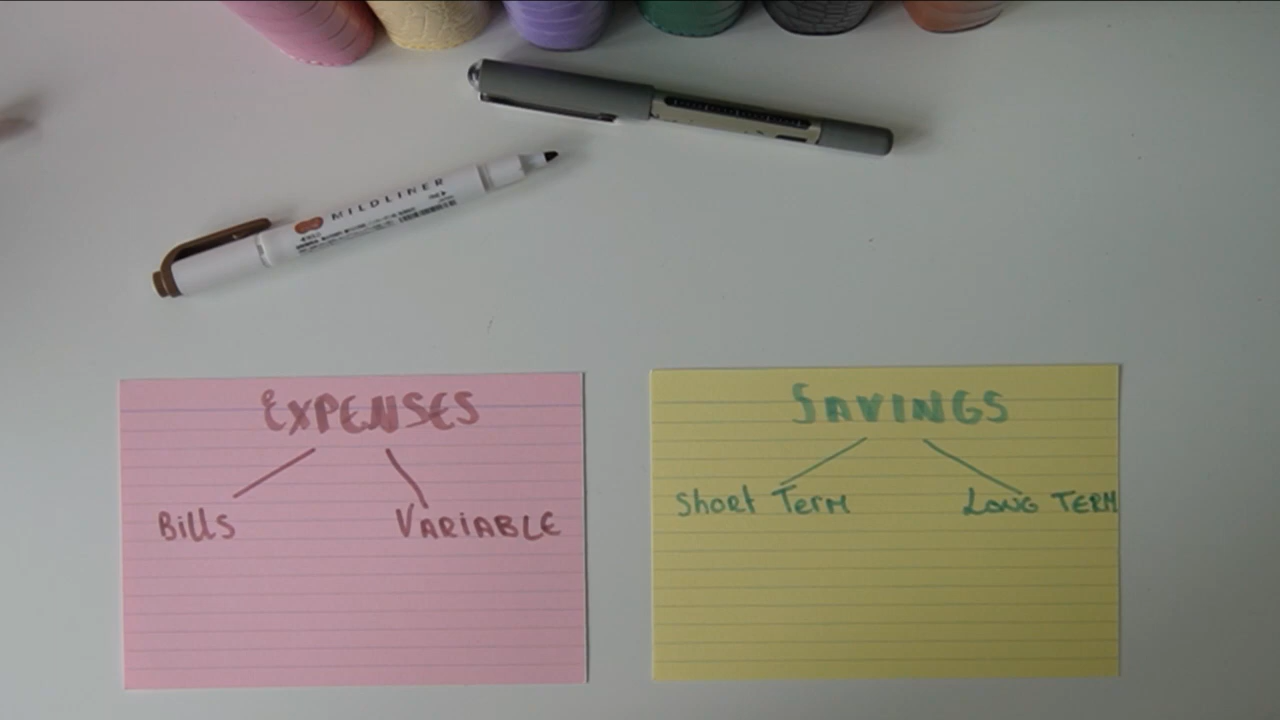 MILDLINER
EXPENSES
Bills VARIABLE
SAVINGS
Short Term LONG TERM